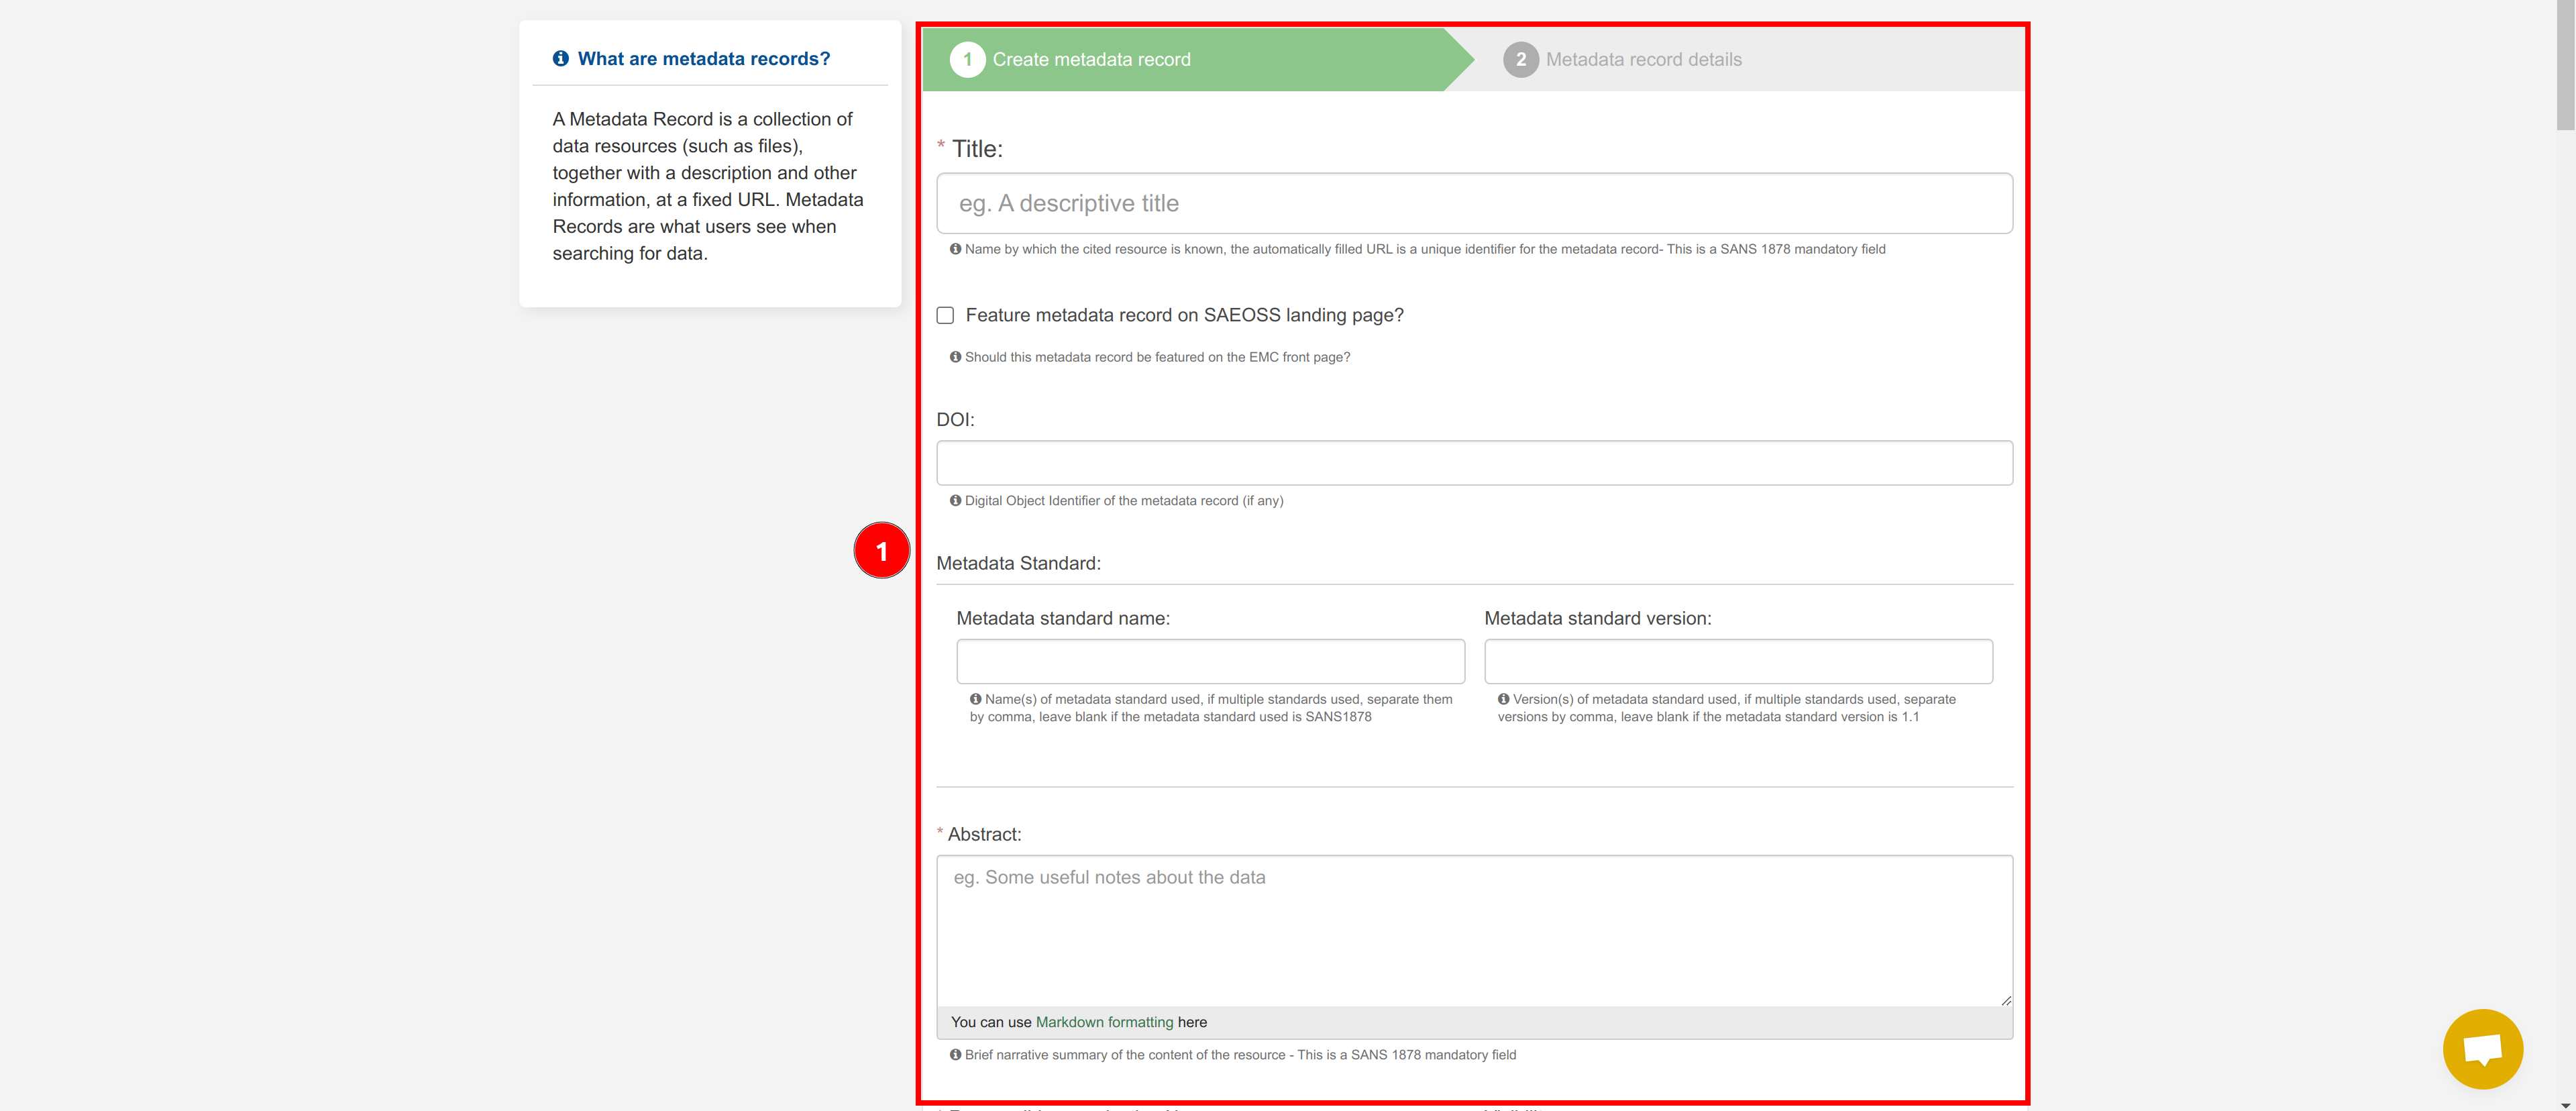 What are metadata records?
A Metadata Record is a collection of
data resources (such as files),
together with a description and other
information, at a fixed URL. Metadata
Records are what users see when
searching for data.
1 Create metadata record
2 Metadata record details
* Title:
eg. A descriptive title
Name by which the cited resource is known, the automatically filled URL is a unique identifier for the metadata record- This is a SANS 1878 mandatory field
Feature metadata record on SAEOSS landing page?
Should this metadata record be featured on the EMC front page?
DOI:
Digital Object Identifier of the metadata record (if any)
1
Metadata Standard:
Metadata standard name:
Name(s) of metadata standard used, if multiple standards used, separate them
by comma, leave blank if the metadata standard used is SANS1878
Metadata standard version:
Version(s) of metadata standard used, if multiple standards used, separate
versions by comma, leave blank if the metadata standard version is 1.1
* Abstract:
eg. Some useful notes about the data
You can use Markdown formatting here
Brief narrative summary of the content of the resource - This is a SANS 1878 mandatory field